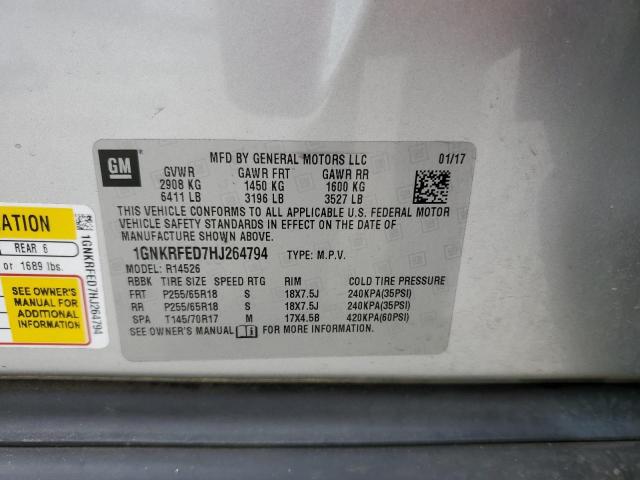 GM
MFD BY GENERAL MOTORS LLC 01/17
GVWR GAWR FRT GAWR RR
2908 KG 1450 KG 1600 KG
6411 LB 3196 LB 3527 LB
THIS VEHICLE CONFORMS TO ALL APPLICABLE U.S. FEDERAL MOTOR
VEHICLE SAFETY STANDARDS IN EFFECT ON THE DATE OF
MANUFACTURE SHOWN ABOVE.
1GNKRFED7HJ264794 TYPE: M.P.V.
MODEL: R14526
RBBK TIRE SIZE SPEED RTG RIM COLD TIRE PRESSURE
FRT P255/65R18 S 18X7.5J 240KPA(35PSI)
RR P255/65R18 S 18X7.5J 240KPA(35PSI)
SPA T145/70R17 M 17X4.5B 420KPA(60PSI)
SEE OWNER'S MANUAL FOR MORE INFORMATION.
ATION
REAR 6
or 1689 lbs.
SEE OWNER'S
MANUAL FOR
ADDITIONAL
INFORMATION
1GNKRFED7HJ264794